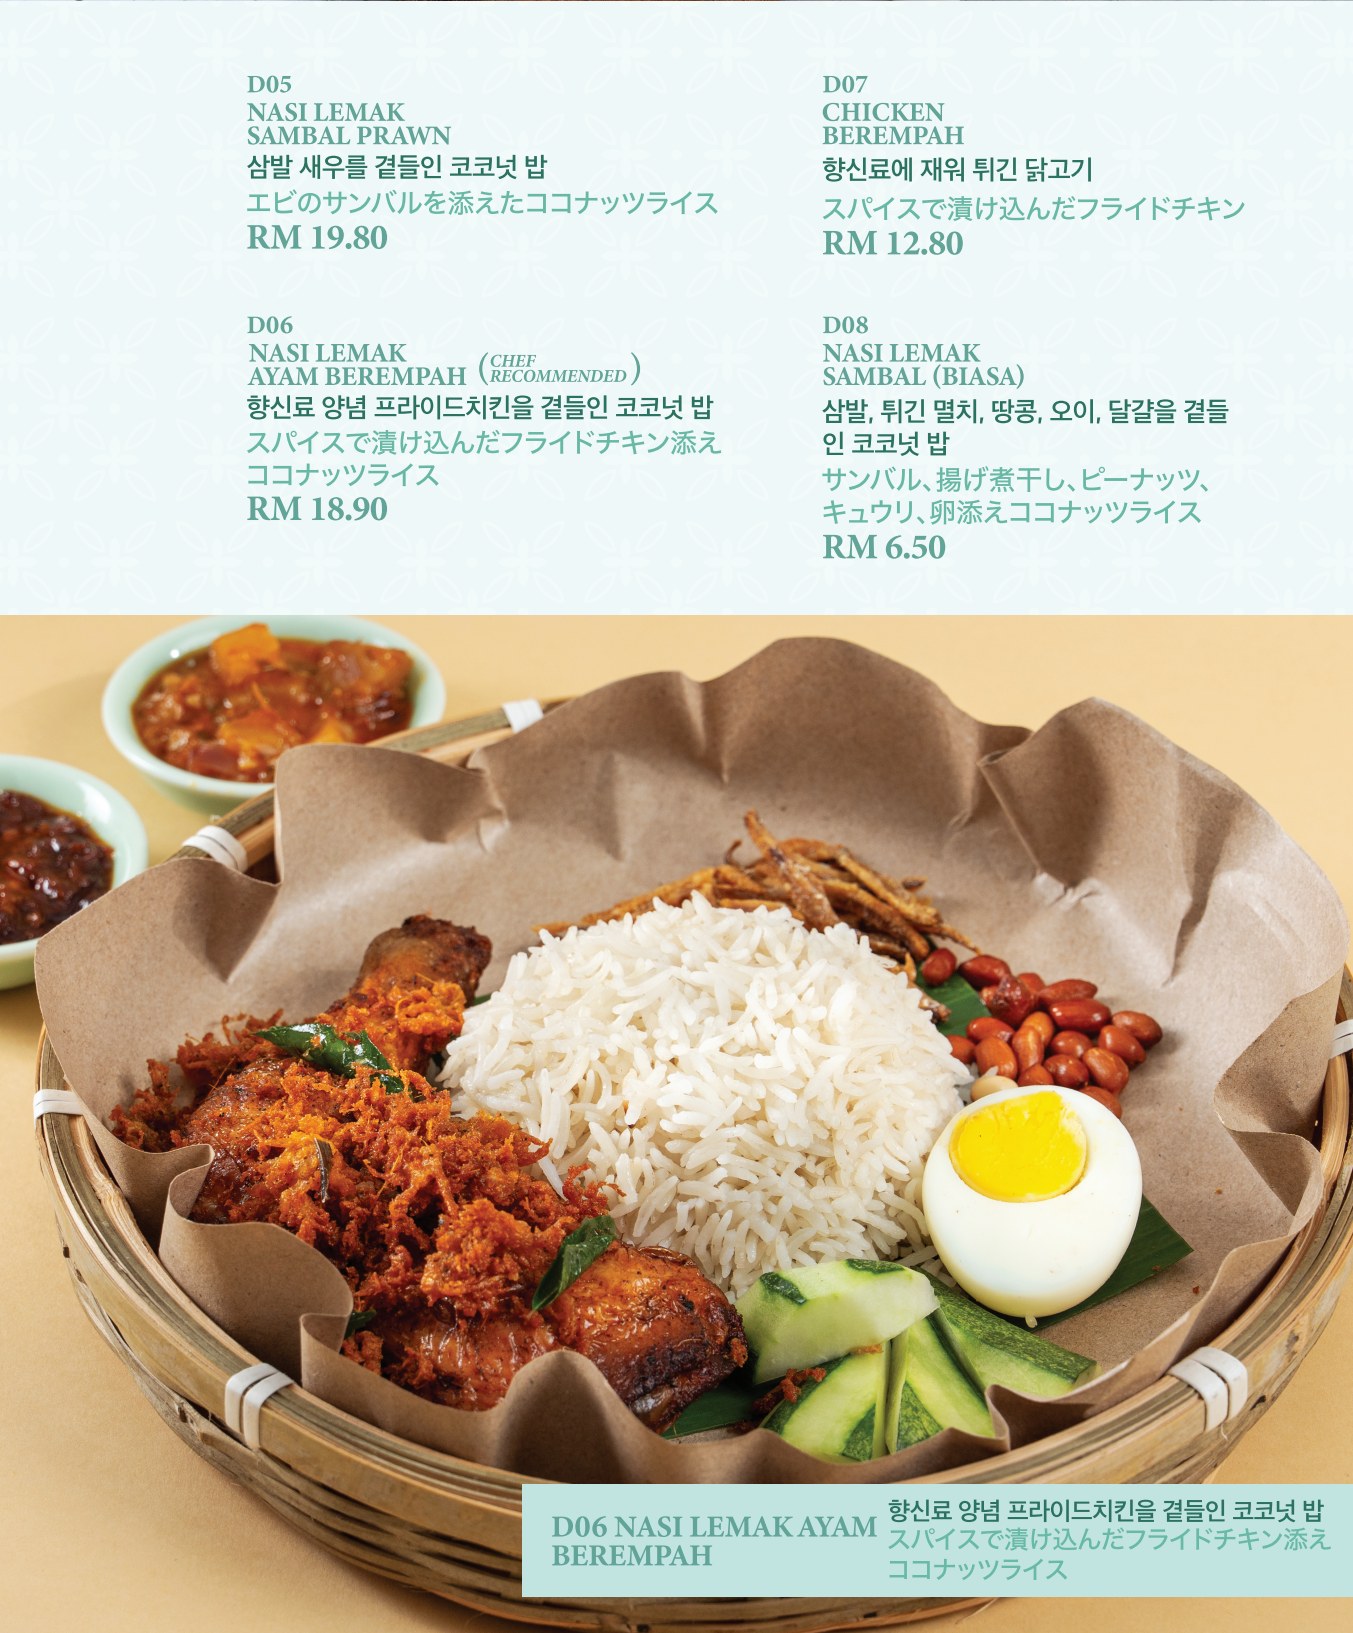 D05
NASI LEMAK
SAMBAL PRAWN
삼발 새우를 곁들인 코코넛 밥
エビのサンバルを添えたココナッツライス
RM 19.80
D06
NASI LEMAK
AYAM BEREMPAH (CHEF RECOMMENDED)
향신료 양념 프라이드치킨을 곁들인 코코넛 밥
スパイスで漬け込んだフライドチキン添え
ココナッツライス
RM 18.90
D07
CHICKEN
BEREMPAH
향신료에 재워 튀긴 닭고기
スパイスで漬け込んだフライドチキン
RM 12.80
D08
NASI LEMAK
SAMBAL (BIASA)
삼발, 튀긴 멸치, 땅콩, 오이, 달걀을 곁들
인 코코넛 밥
サンバル、揚げ煮干し、ピーナッツ、
キュウリ、卵添えココナッツライス
RM 6.50
D06 NASI LEMAK AYAM
BEREMPAH
향신료 양념 프라이드치킨을 곁들인 코코넛 밥
スパイスで漬け込んだフライドチキン添え
ココナッツライス